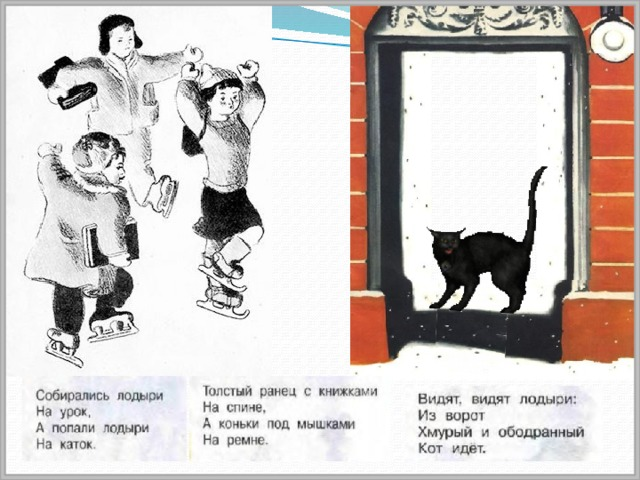 Собирались лодыри
На урок,
А попали лодыри
На каток.
Толстый ранец с книжками
На спине,
А коньки под мышками
На ремне.
Видят, видят лодыри:
Из ворот
Хмурый и ободранный
Кот идёт.